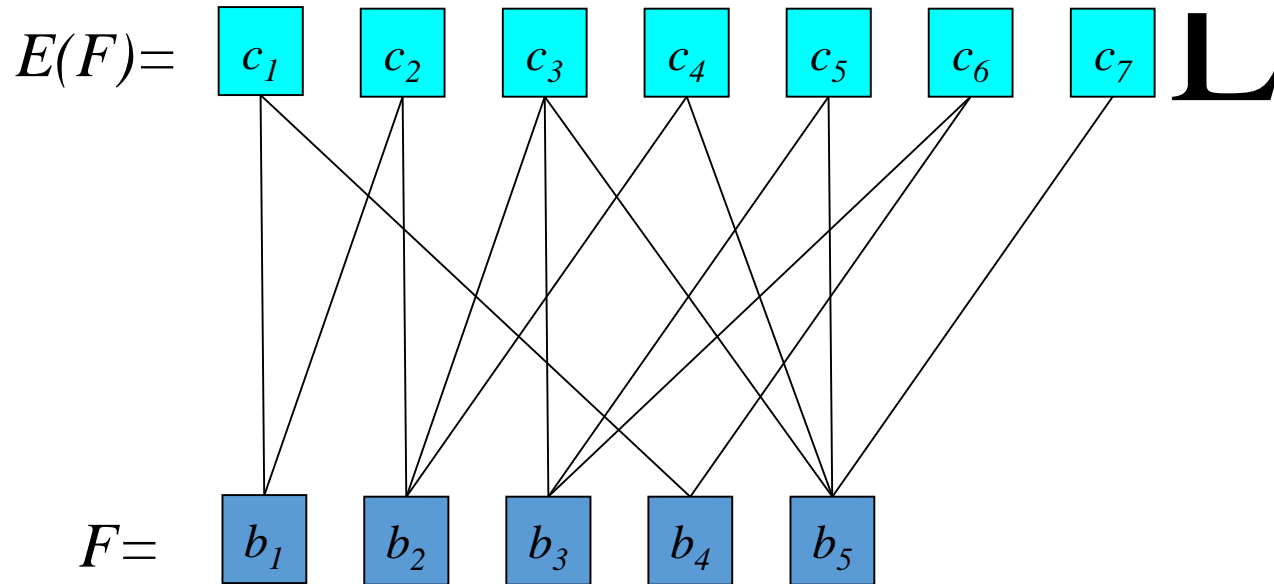 E(F)= c₁ c₂ c₃ c₄ c₅ c₆ c₇ L
F= b₁ b₂ b₃ b₄ b₅